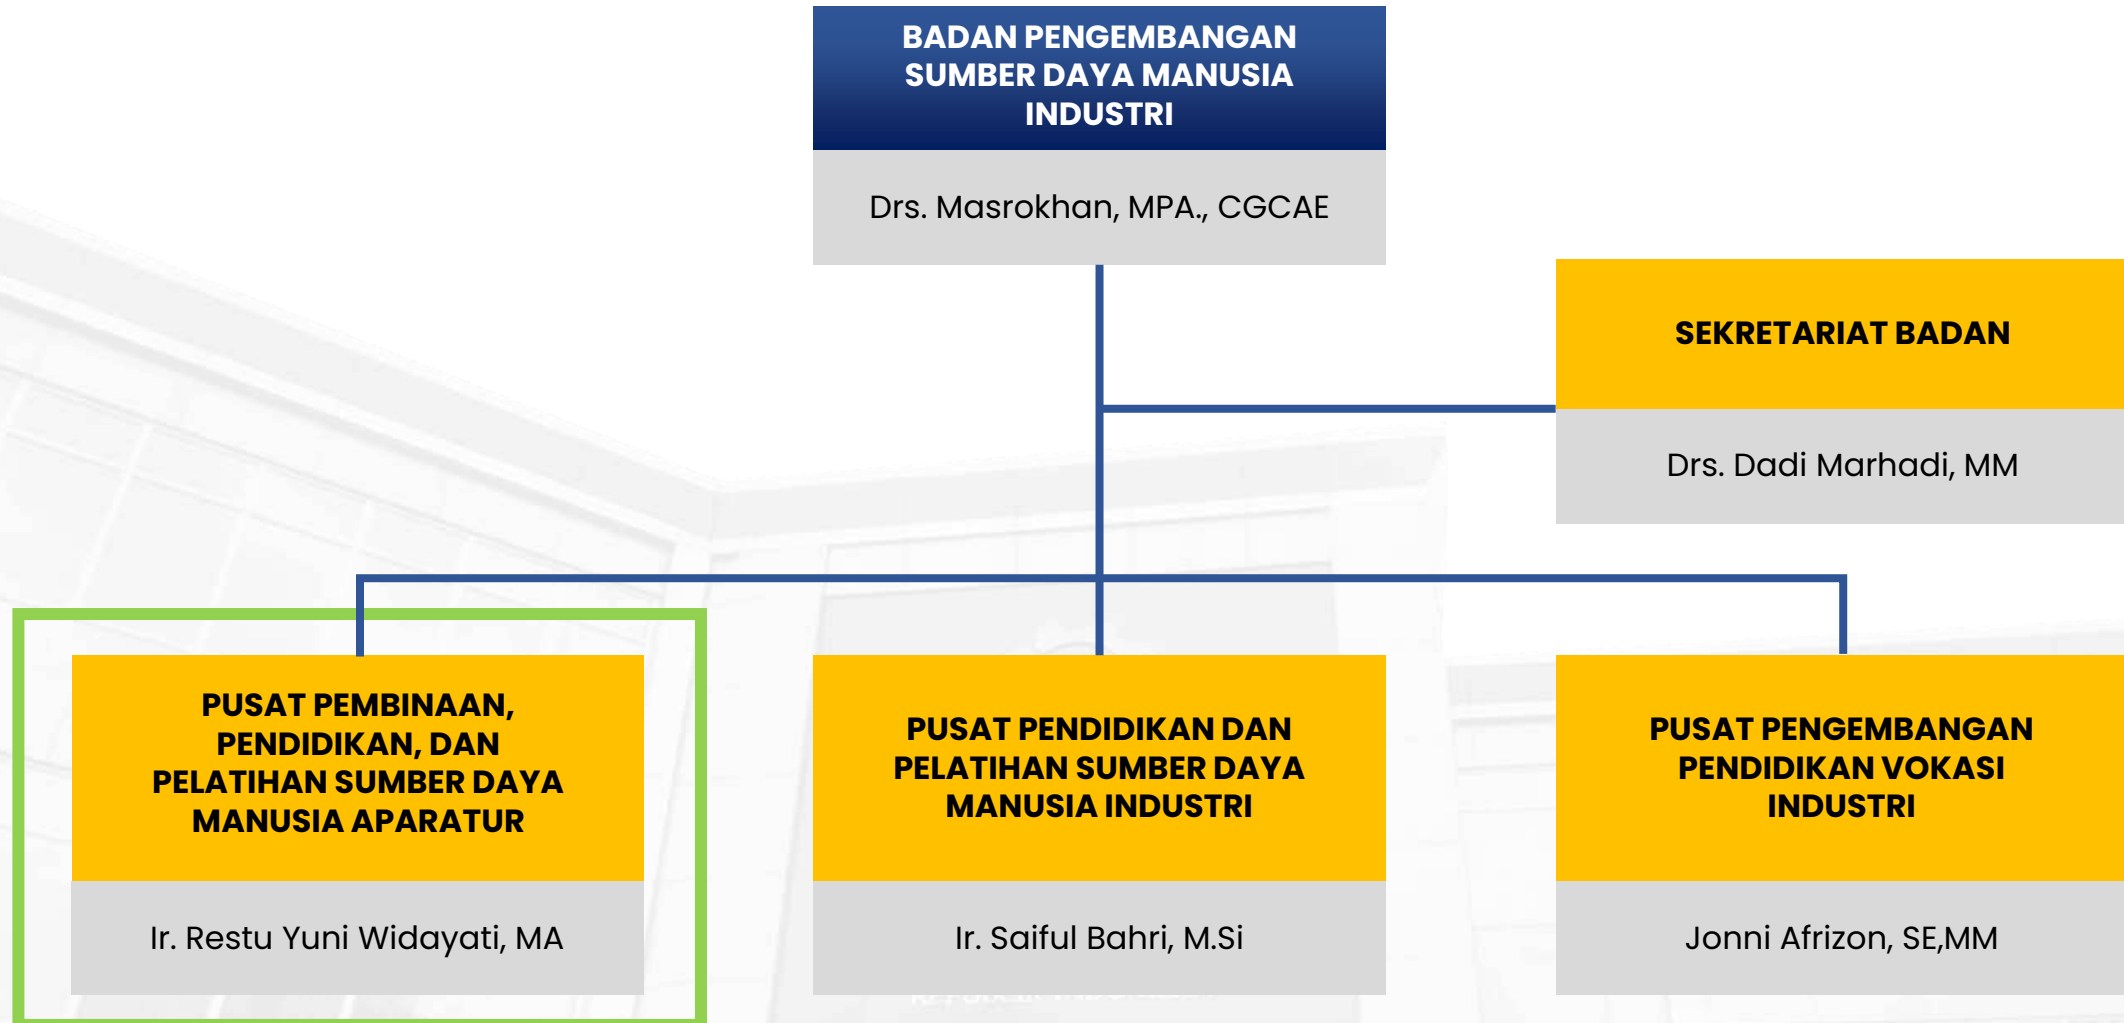 BADAN PENGEMBANGAN
SUMBER DAYA MANUSIA
INDUSTRI
Drs. Masrokhan, MPA., CGCAE
SEKRETARIAT BADAN
Drs. Dadi Marhadi, MM
PUSAT PEMBINAAN,
PENDIDIKAN, DAN
PELATIHAN SUMBER DAYA
MANUSIA APARATUR
Ir. Restu Yuni Widayati, MA
PUSAT PENDIDIKAN DAN
PELATIHAN SUMBER DAYA
MANUSIA INDUSTRI
Ir. Saiful Bahri, M.Si
PUSAT PENGEMBANGAN
PENDIDIKAN VOKASI
INDUSTRI
Jonni Afrizon, SE,MM